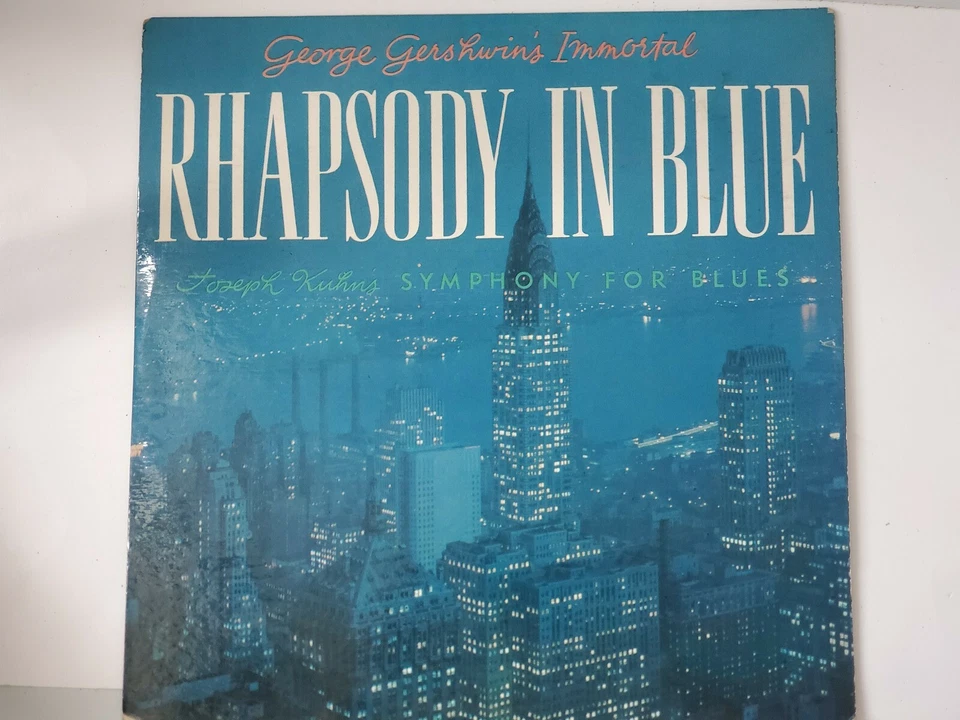 George Gershwin's Immortal
RHAPSODY IN BLUE
Joseph Kuhns SYMPHONY FOR BLUES